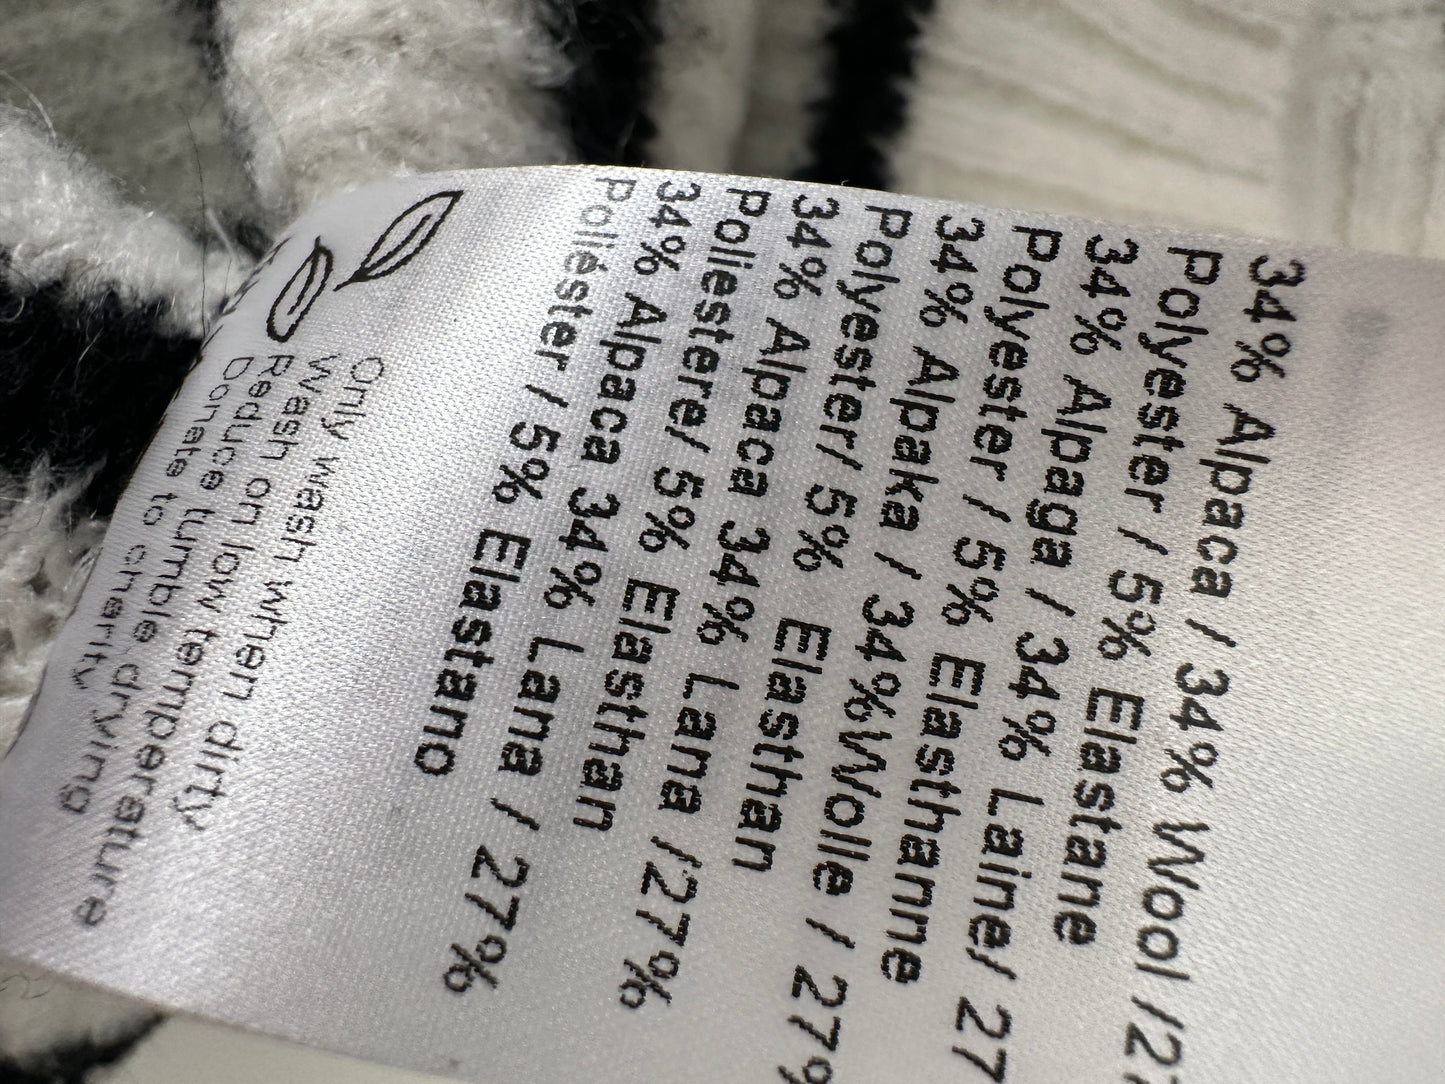 34% Alpaca / 34% Wool /27
Polyester / 5% Elastane
34% Alpaga / 34% Laine/ 27
Polyester / 5% Elasthanne
34% Alpaka / 34%Wolle / 27%
Polyester/ 5% Elasthan
34% Alpaca 34% Lana /27%
Poliestere/ 5% Elasthan
34% Alpaca 34% Lana / 27%
Poliéster / 5% Elastano
Only wash when dirty
Wash on low temperature
Reduce tumble drying
Donate to charity